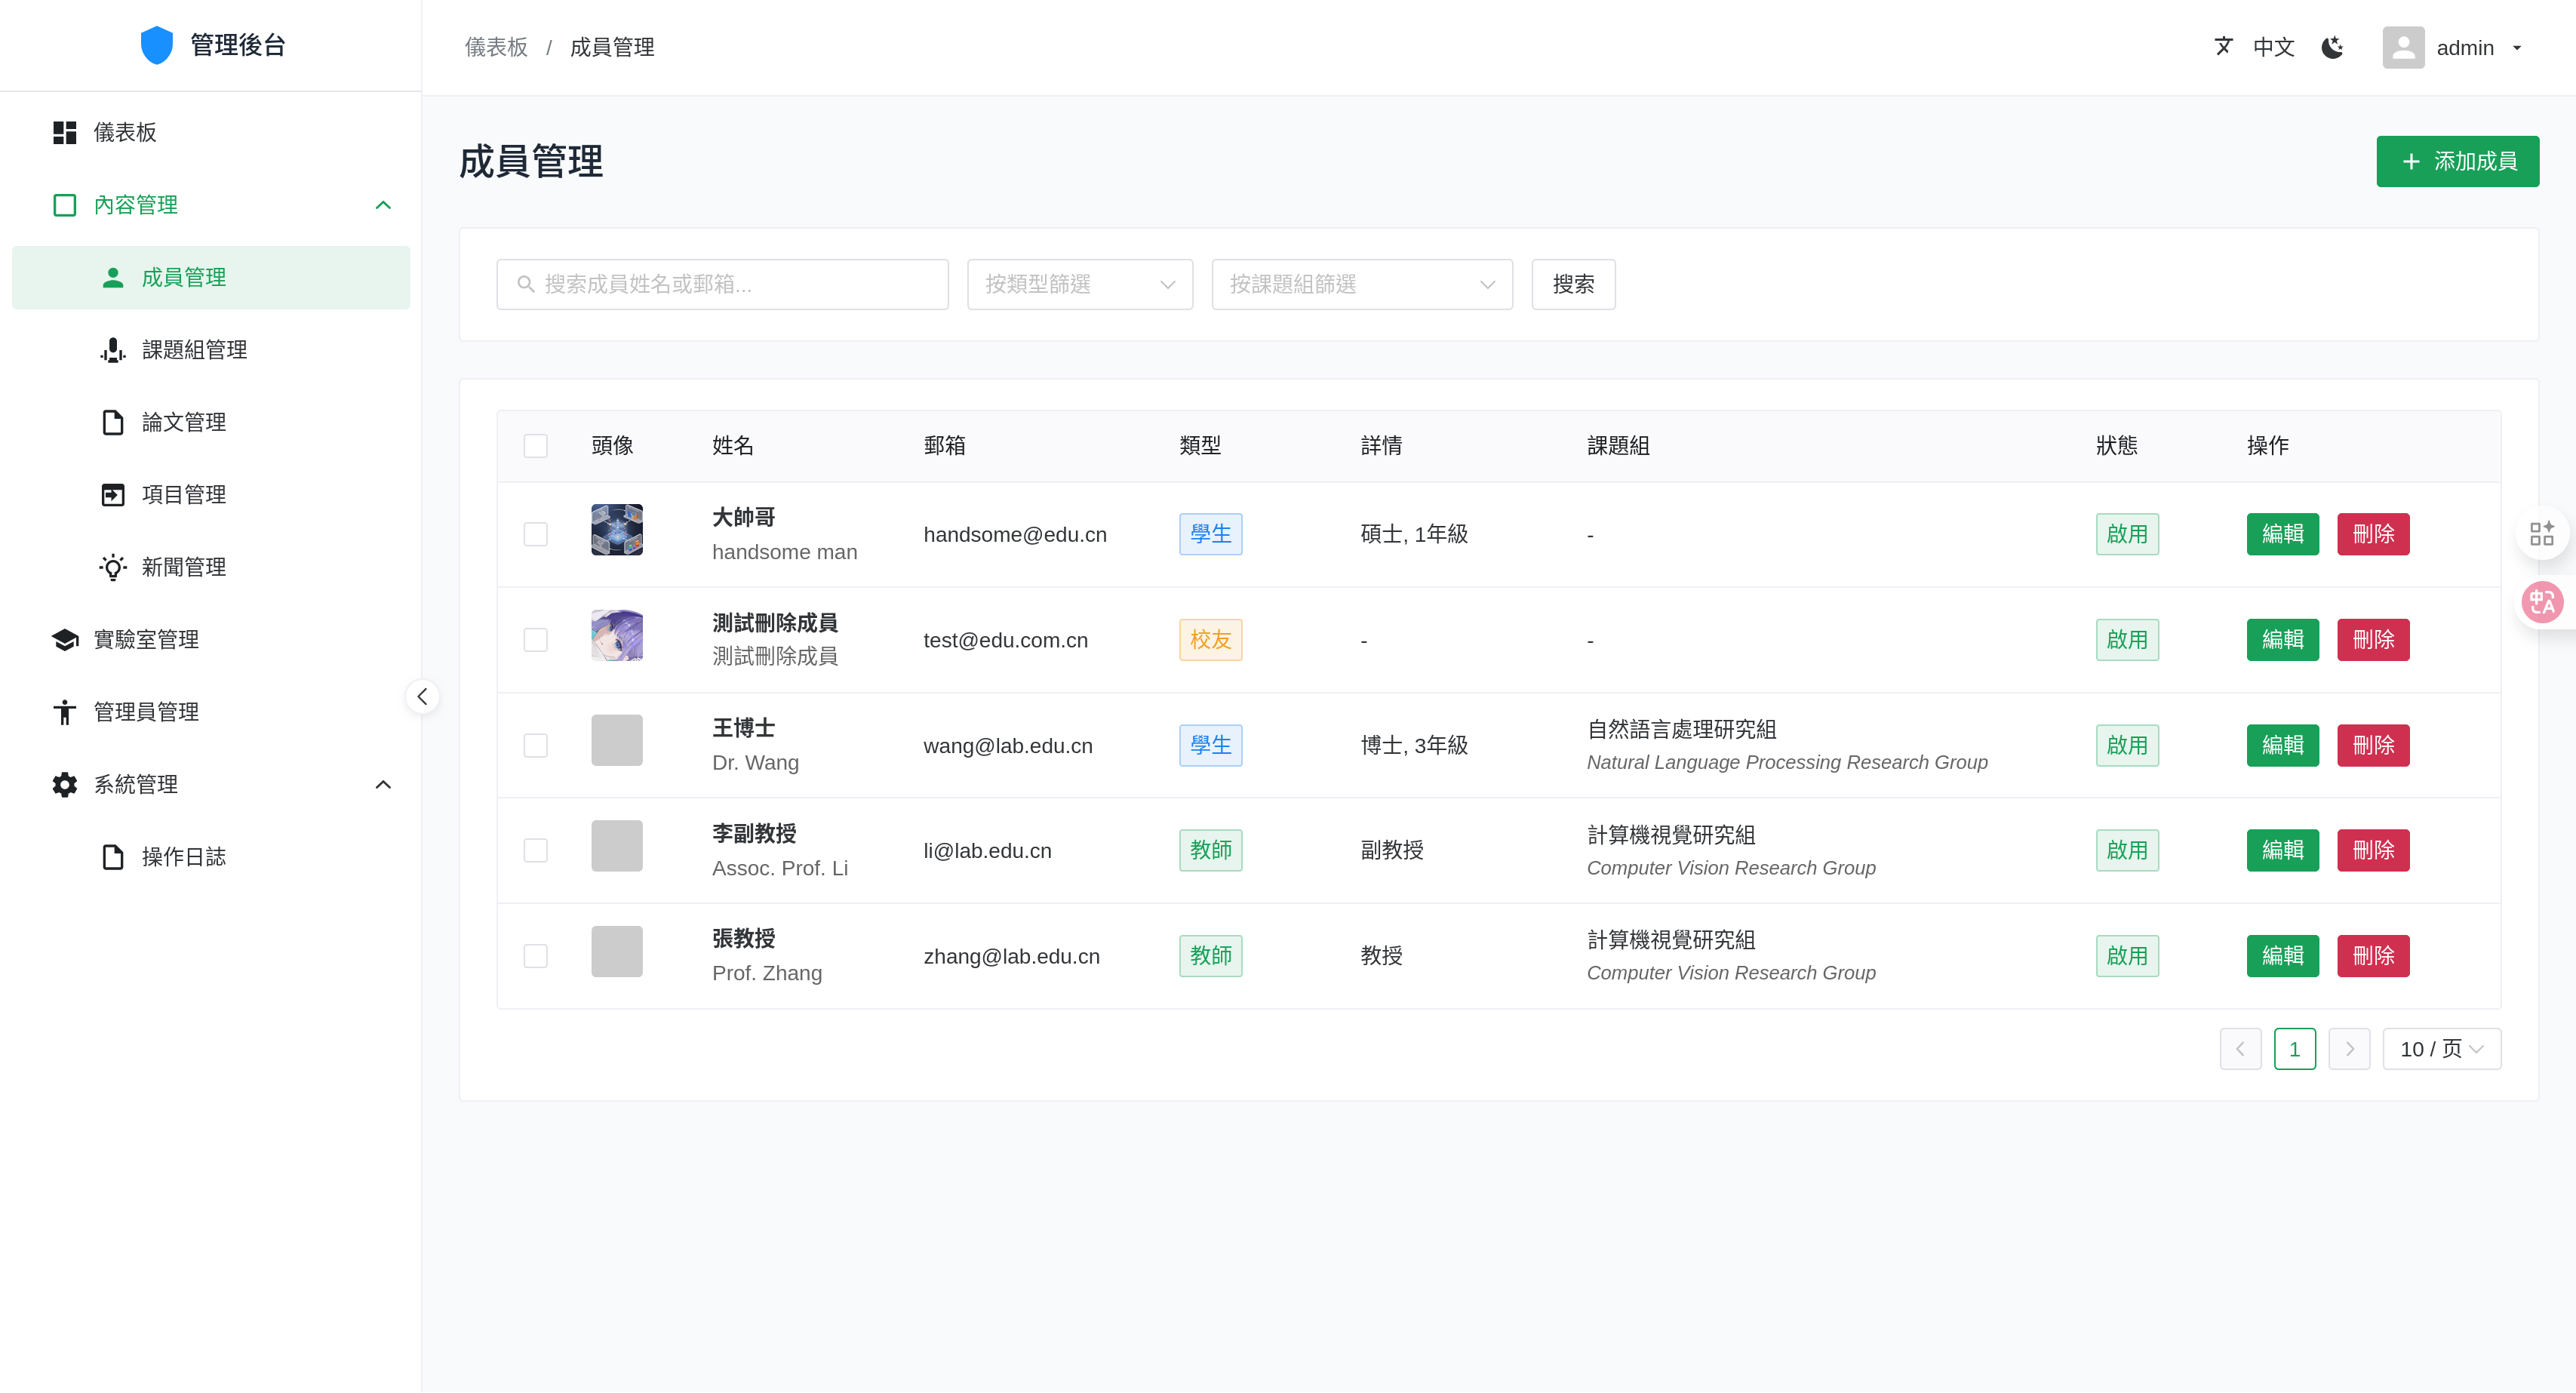 管理後台
儀表板 / 成員管理
中文
admin
儀表板
內容管理
成員管理
課題組管理
論文管理
項目管理
新聞管理
實驗室管理
管理員管理
系統管理
操作日誌
成員管理
添加成員
搜索成員姓名或郵箱...
按類型篩選
按課題組篩選
搜索
頭像 姓名 郵箱 類型 詳情 課題組 狀態 操作
大帥哥
handsome man
handsome@edu.cn 學生 碩士, 1年級 - 啟用 編輯 刪除
測試刪除成員
測試刪除成員
test@edu.com.cn 校友 - - 啟用 編輯 刪除
王博士
Dr. Wang
wang@lab.edu.cn 學生 博士, 3年級
自然語言處理研究組
Natural Language Processing Research Group
啟用 編輯 刪除
李副教授
Assoc. Prof. Li
li@lab.edu.cn 教師 副教授
計算機視覺研究組
Computer Vision Research Group
啟用 編輯 刪除
張教授
Prof. Zhang
zhang@lab.edu.cn 教師 教授
計算機視覺研究組
Computer Vision Research Group
啟用 編輯 刪除
1
10 / 页